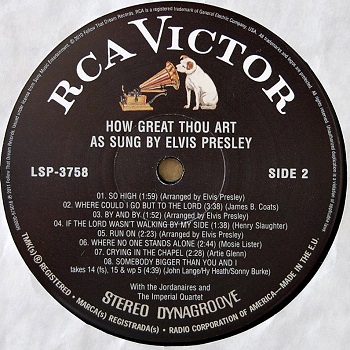 RCA VICTOR
HOW GREAT THOU ART
AS SUNG BY ELVIS PRESLEY
LSP-3758
SIDE 2
01. SO HIGH (1:59) (Arranged by Elvis Presley)
02. WHERE COULD I GO BUT TO THE LORD (3:38) (James B. Coats)
03. BY AND BY (1:52) (Arranged by Elvis Presley)
04. IF THE LORD WASN'T WALKING BY MY SIDE (1:38) (Henry Slaughter)
05. RUN ON (2:23) (Arranged by Elvis Presley)
06. WHERE NO ONE STANDS ALONE (2:44) (Mosie Lister)
07. CRYING IN THE CHAPEL (2:24) (Artie Glenn)
08. SOMEBODY BIGGER THAN YOU AND I
takes 14 (fs), 15 & wp 5 (4:39) (John Lange/Hy Heath/Sonny Burke)
With the Jordanaires and
The Imperial Quartet
STEREO DYNAGROOVE
TMK(s) ® REGISTERED • MARCA(s) REGISTRADA(s) • RADIO CORPORATION OF AMERICA—MADE IN THE E.U.